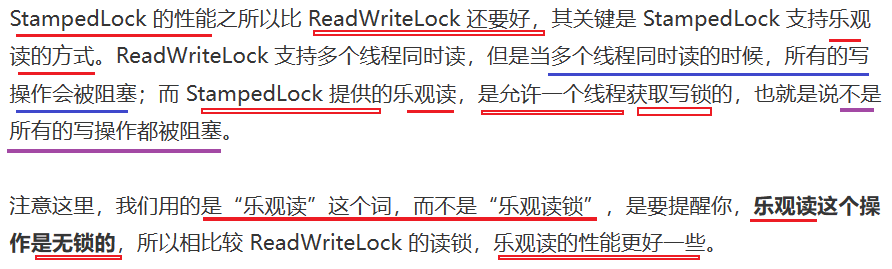 StampedLock 的性能之所以比 ReadWriteLock 还要好，其关键是 StampedLock 支持乐观
读的方式。ReadWriteLock 支持多个线程同时读，但是当多个线程同时读的时候，所有的写
操作会被阻塞；而 StampedLock 提供的乐观读，是允许一个线程获取写锁的，也就是说不是
所有的写操作都被阻塞。
注意这里，我们用的是“乐观读”这个词，而不是“乐观读锁”，是要提醒你，乐观读这个操
作是无锁的，所以相比较 ReadWriteLock 的读锁，乐观读的性能更好一些。